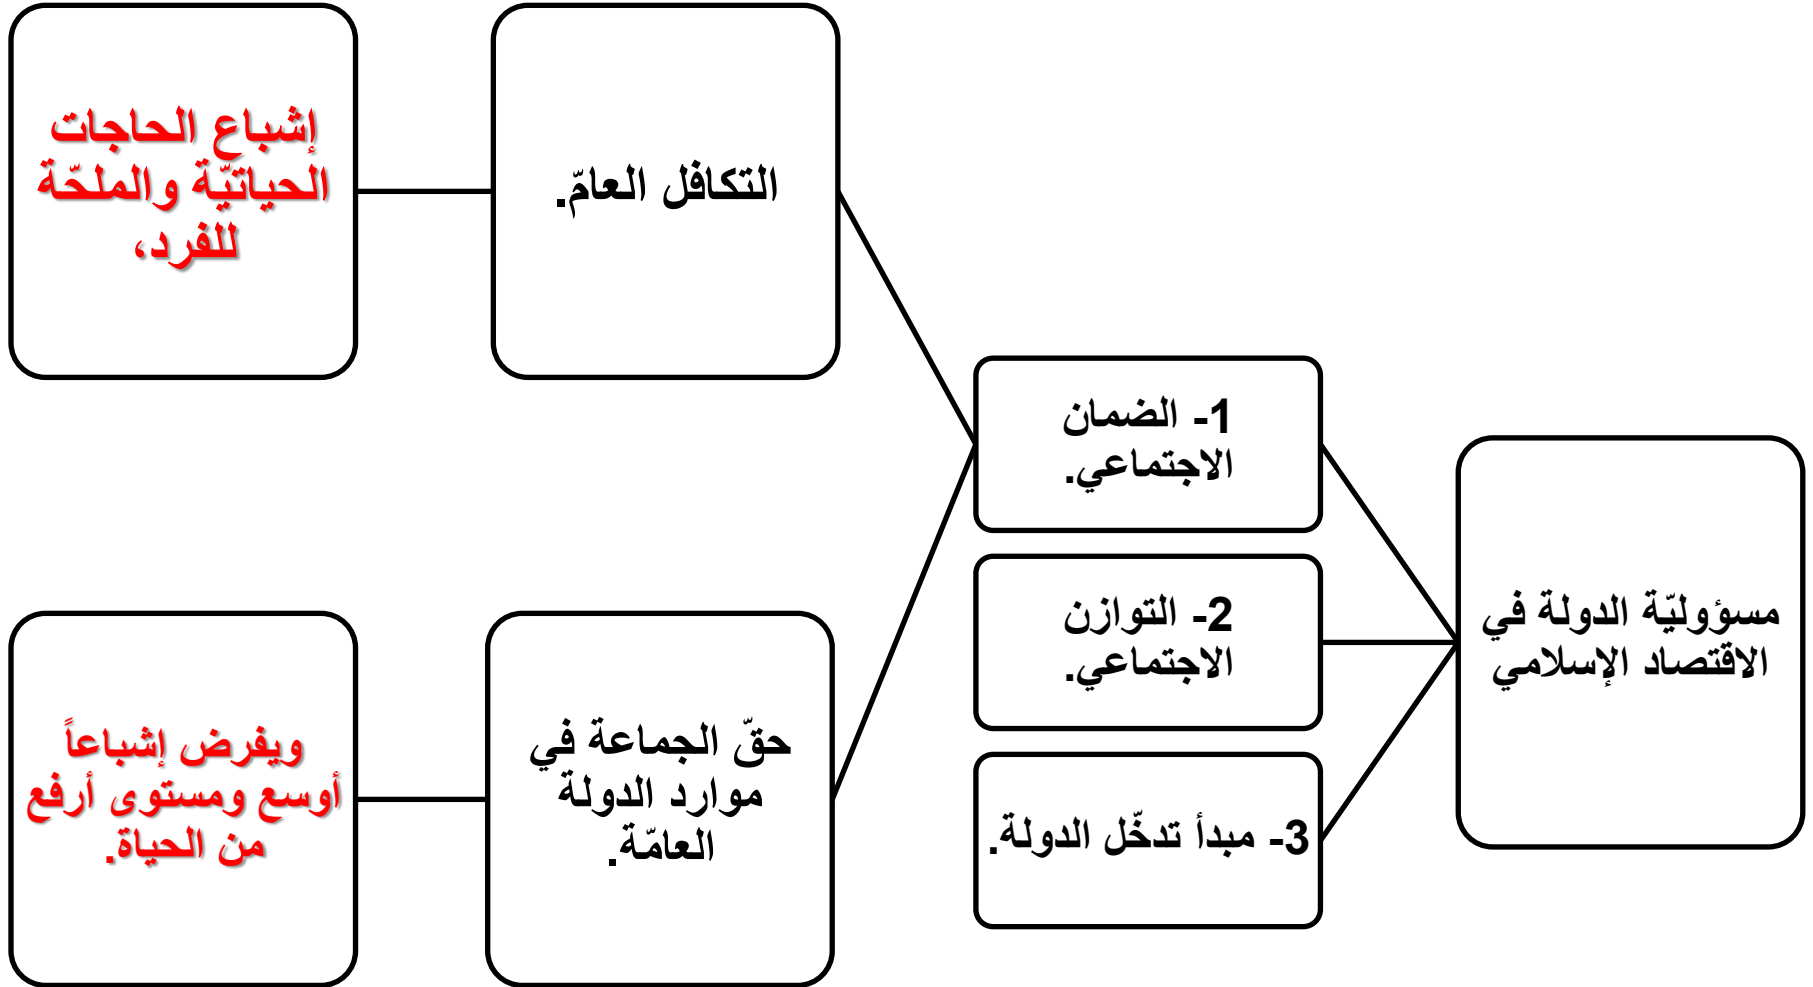 مسؤوليّة الدولة في
الاقتصاد الإسلامي
1- الضمان
الاجتماعي.
التكافل العامّ.
إشباع الحاجات
الحياتيّة والملحّة
للفرد،
حقّ الجماعة في
موارد الدولة
العامّة.
ويفرض إشباعاً
أوسع ومستوى أرفع
من الحياة.
2- التوازن
الاجتماعي.
3- مبدأ تدخّل الدولة.